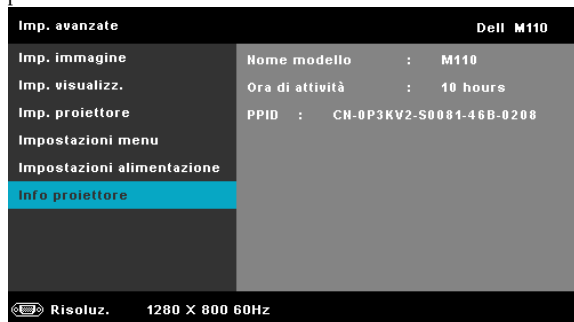 Imp. avanzate Dell M110
Imp. immagine
Imp. visualizz.
Imp. proiettore
Impostazioni menu
Impostazioni alimentazione
Info proiettore
Nome modello : M110
Ora di attività : 10 hours
PPID : CN-0P3KV2-S0081-46B-0208
Risoluz. 1280 X 800 60Hz